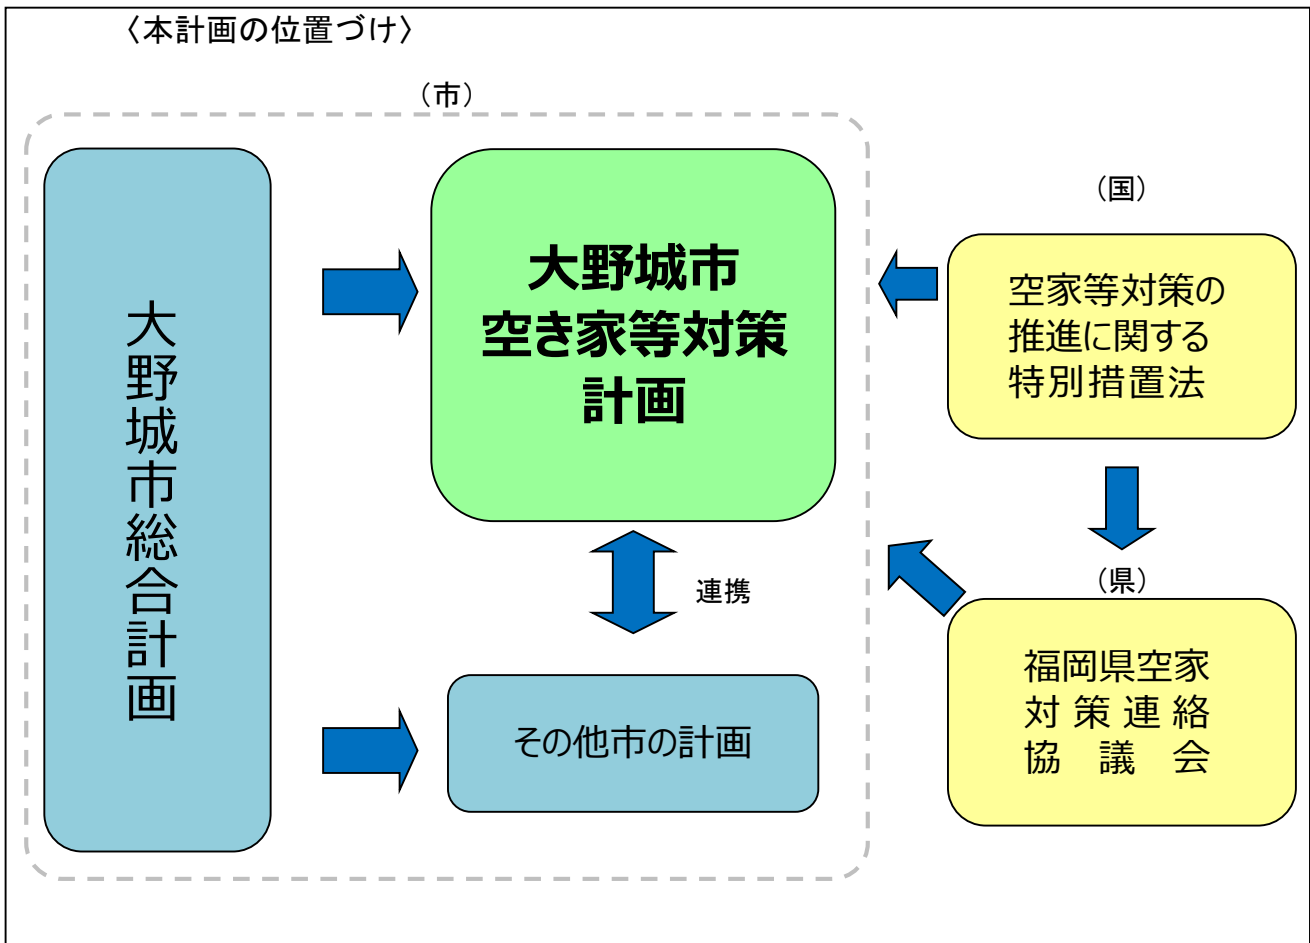 〈本計画の位置づけ〉
（市）
大野城市総合計画
大野城市
空き家等対策
計画
連携
その他市の計画
（国）
空家等対策の
推進に関する
特別措置法
（県）
福岡県空家
対策連絡
協議会